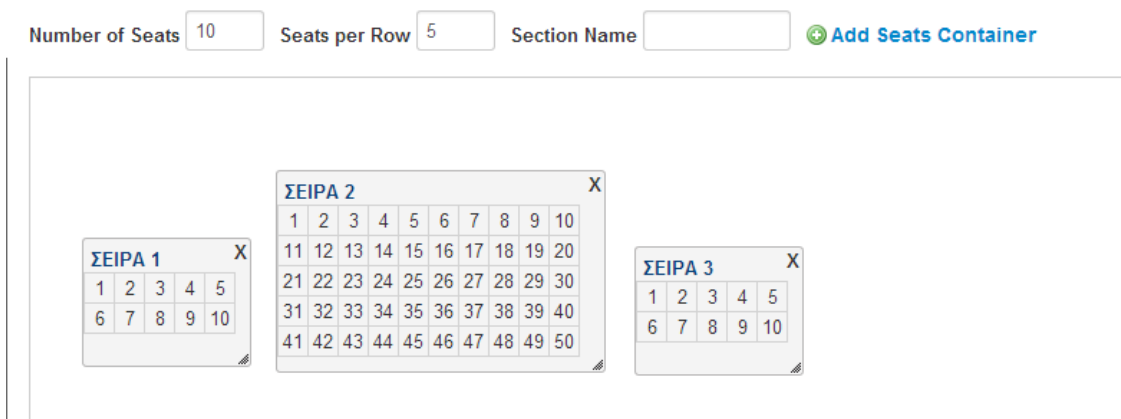 Number of Seats 10 Seats per Row 5 Section Name Add Seats Container
ΣΕΙΡΑ 1 X
1 2 3 4 5
6 7 8 9 10
ΣΕΙΡΑ 2 X
1 2 3 4 5 6 7 8 9 10
11 12 13 14 15 16 17 18 19 20
21 22 23 24 25 26 27 28 29 30
31 32 33 34 35 36 37 38 39 40
41 42 43 44 45 46 47 48 49 50
ΣΕΙΡΑ 3 X
1 2 3 4 5
6 7 8 9 10